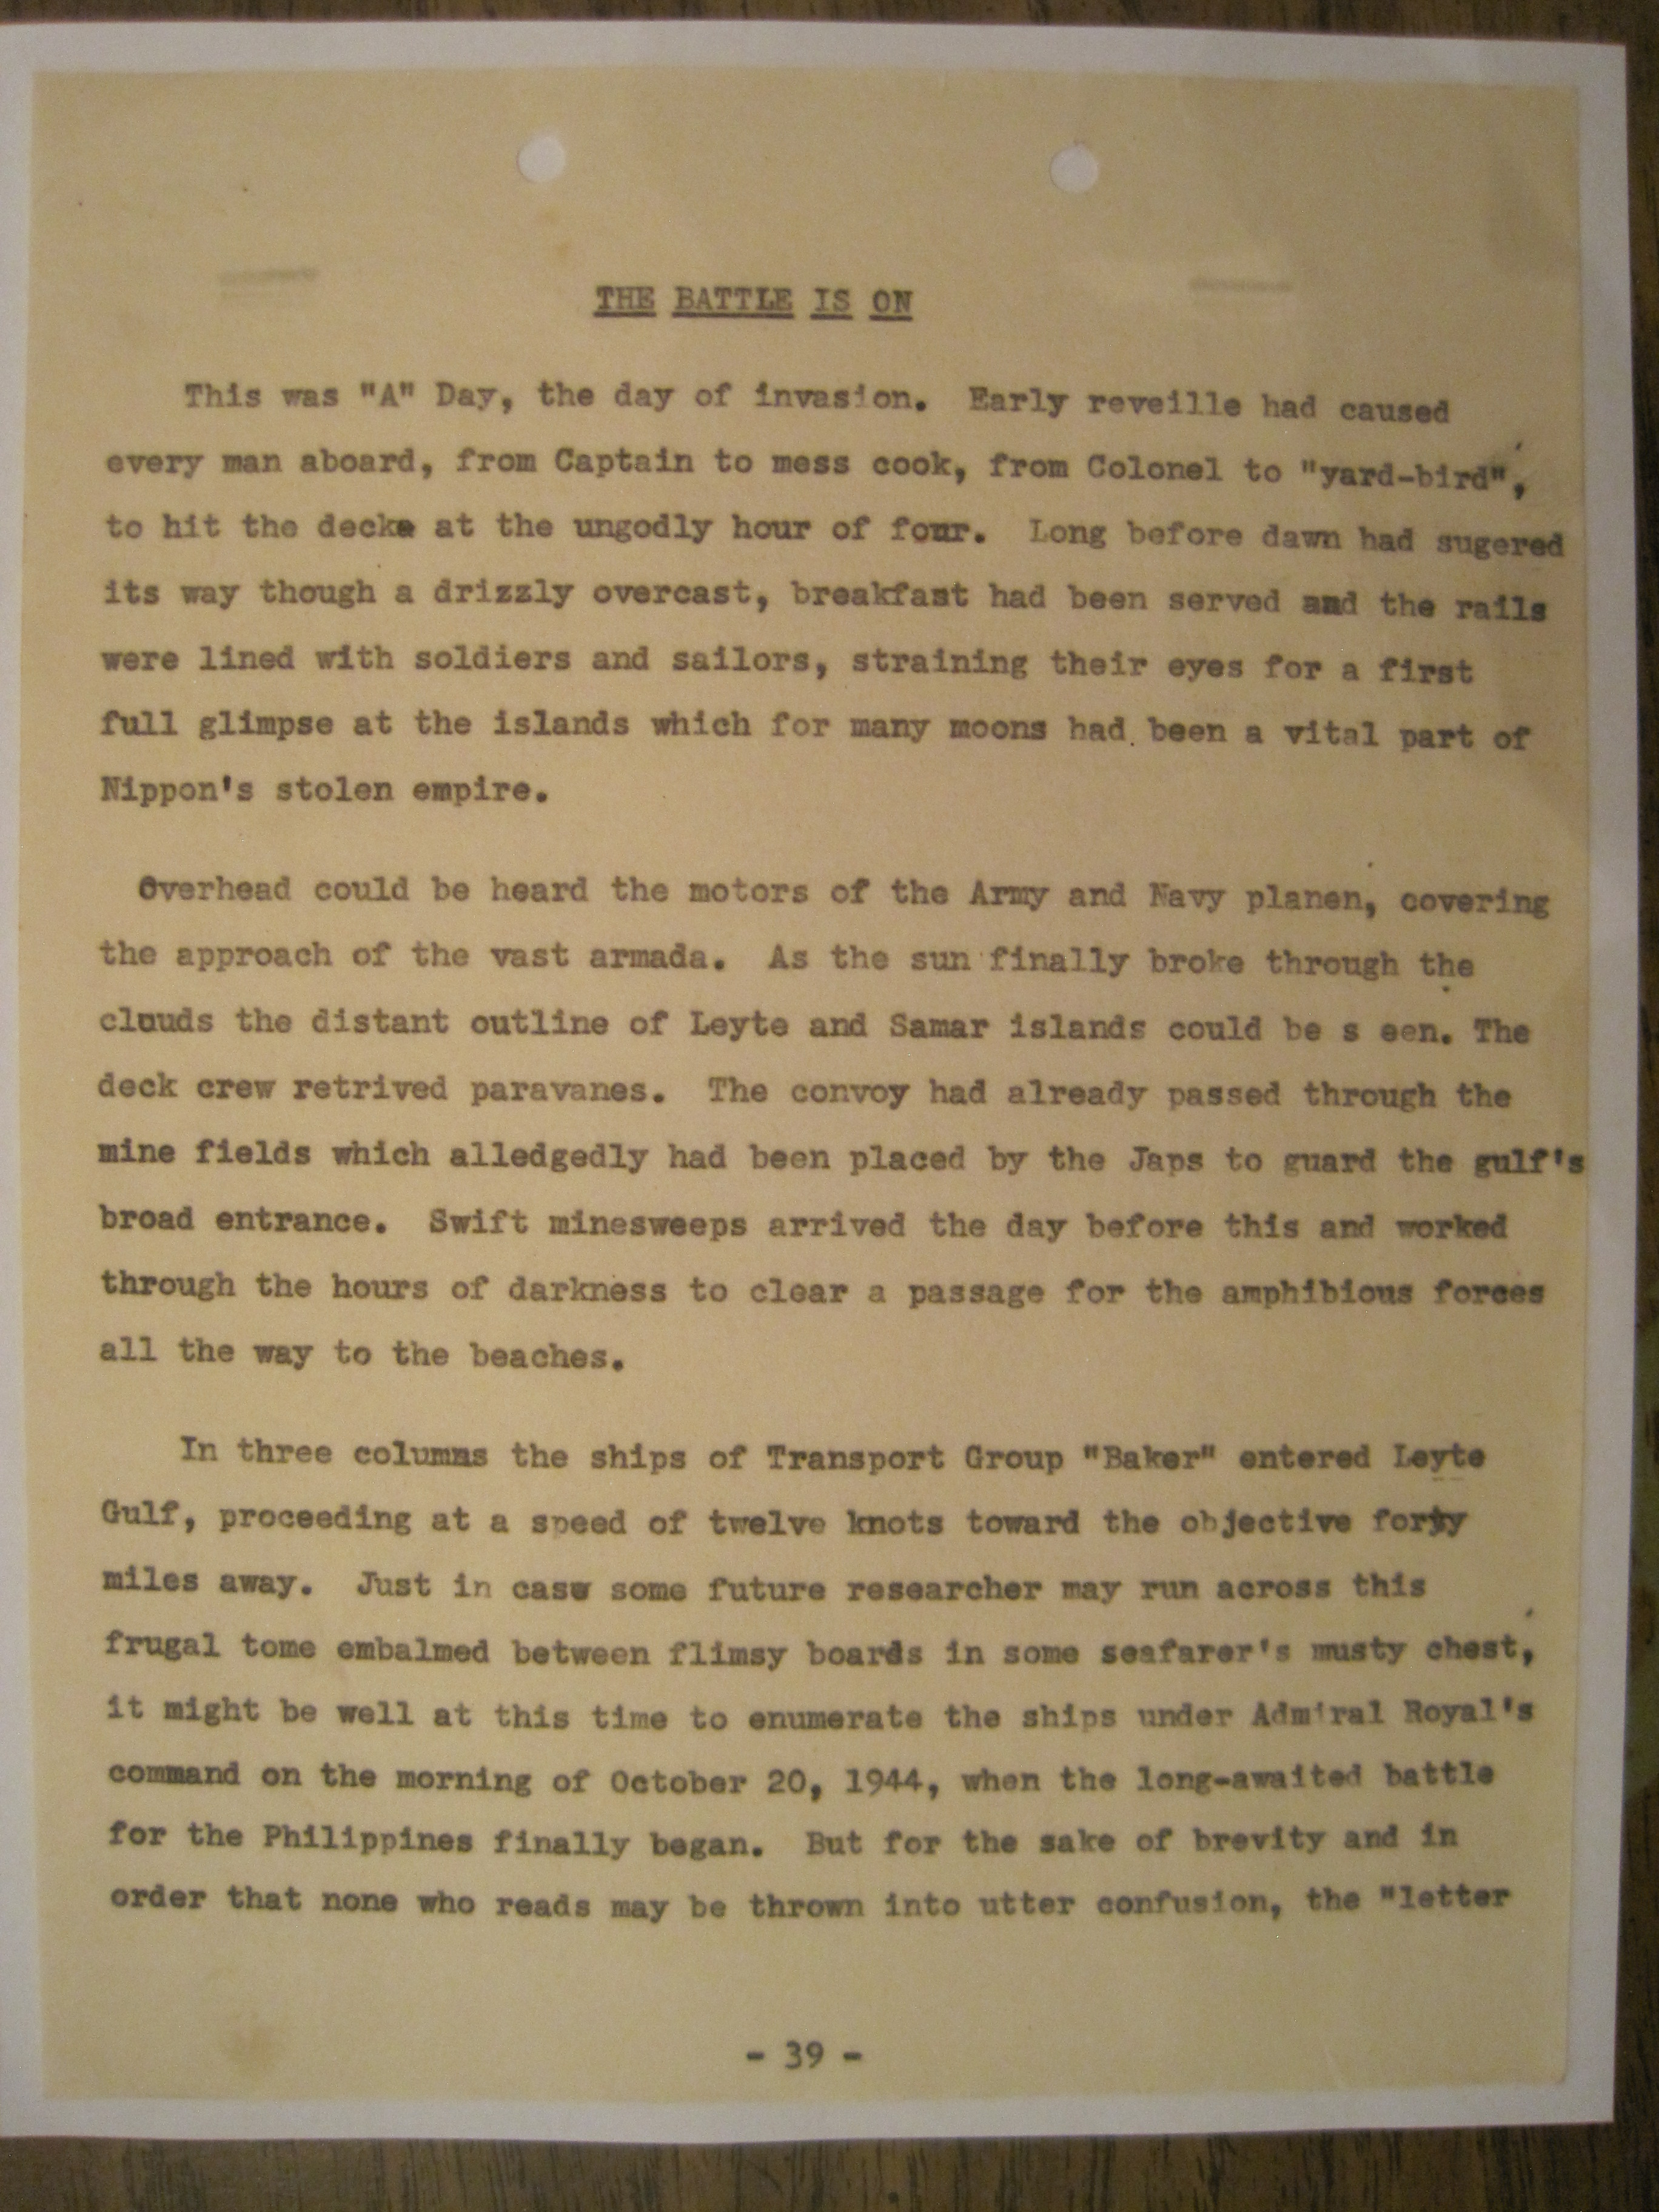 THE BATTLE IS ON
This was "A" Day, the day of invasion. Early reveille had caused
every man aboard, from Captain to mess cook, from Colonel to "yard-bird",
to hit the decks at the ungodly hour of four. Long before dawn had sugered
its way though a drizzly overcast, breakfast had been served and the rails
were lined with soldiers and sailors, straining their eyes for a first
full glimpse at the islands which for many moons had been a vital part of
Nippon's stolen empire.
Overhead could be heard the motors of the Army and Navy planen, covering
the approach of the vast armada. As the sun finally broke through the
clouds the distant outline of Leyte and Samar islands could be s een. The
deck crew retrived paravanes. The convoy had already passed through the
mine fields which alledgedly had been placed by the Japs to guard the gulf's
broad entrance. Swift minesweeps arrived the day before this and worked
through the hours of darkness to clear a passage for the amphibious forces
all the way to the beaches.
In three columns the ships of Transport Group "Baker" entered Leyte
Gulf, proceeding at a speed of twelve knots toward the objective forty
miles away. Just in case some future researcher may run across this
frugal tome embalmed between flimsy boards in some seafarer's musty chest,
it might be well at this time to enumerate the ships under Admiral Royal's
command on the morning of October 20, 1944, when the long-awaited battle
for the Philippines finally began. But for the sake of brevity and in
order that none who reads may be thrown into utter confusion, the "letter
- 39 -